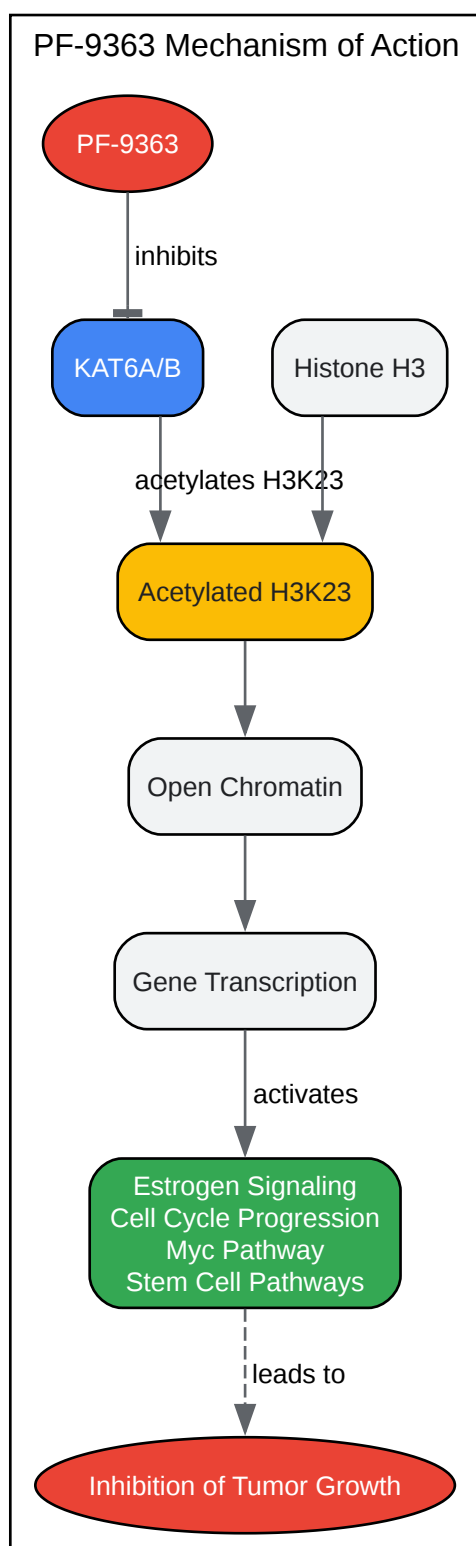 PF-9363 Mechanism of Action
PF-9363
inhibits
KAT6A/B
Histone H3
acetylates H3K23
Acetylated H3K23
Open Chromatin
Gene Transcription
activates
Estrogen Signaling
Cell Cycle Progression
Myc Pathway
Stem Cell Pathways
leads to
Inhibition of Tumor Growth